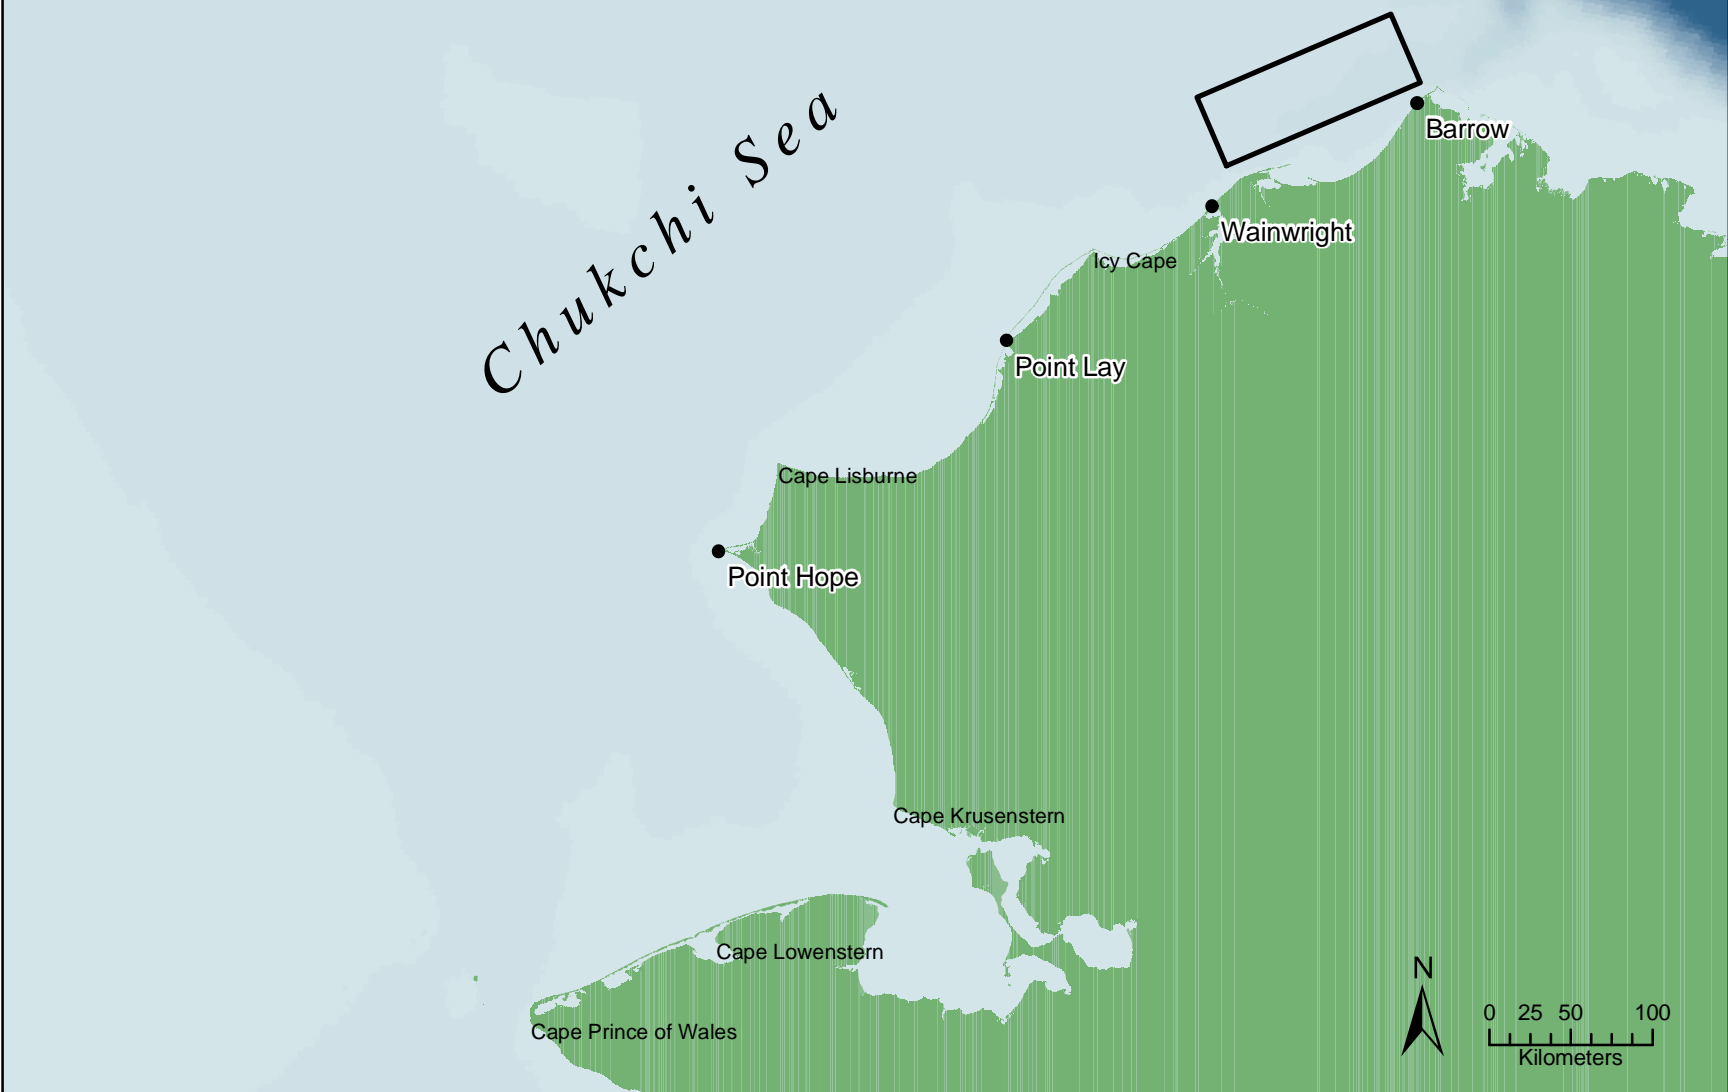 Chukchi Sea
Barrow
Wainwright
Icy Cape
Point Lay
Cape Lisburne
Point Hope
Cape Krusenstern
Cape Lowenstern
Cape Prince of Wales
N
0 25 50 100
Kilometers